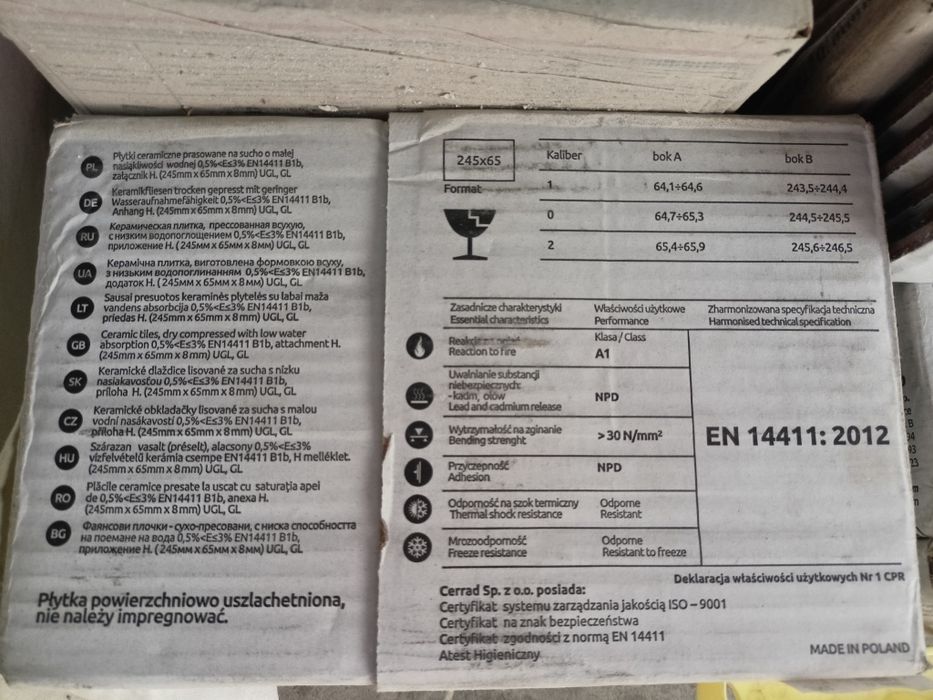 PL Płytki ceramiczne prasowane na sucho o małej
nasiąkliwości wodnej 0,5%<E≤3% EN14411 B1b,
załącznik H. (245mm x 65mm x 8mm) UGL, GL
DE Keramikfliesen trocken gepresst mit geringer
Wasseraufnahmefähigkeit 0,5%<E≤3% EN14411 B1b,
Anhang H. (245mm x 65mm x 8mm) UGL, GL
RU Керамическая плитка, прессованная всухую,
с низким водопоглощением 0,5%<E≤3% EN14411 B1b,
приложение H. ( 245мм x 65мм x 8мм) UGL, GL
UA Керамічна плитка, виготовлена формовкою всуху,
з низьким водопоглинанням 0,5%<E≤3% EN14411 B1b,
додаток H. ( 245мм x 65мм x 8мм) UGL, GL
LT Sausai presuotos keraminės plytelės su labai maža
vandens absorbcija 0,5%<E≤3% EN14411 B1b,
priedas H. (245mm x 65mm x 8mm) UGL, GL
GB Ceramic tiles, dry compressed with low water
absorption 0,5%<E≤3% EN14411 B1b, attachment H.
(245mm x 65mm x 8mm) UGL, GL
SK Keramické dlaždice lisované za sucha s nízku
nasiakavosťou 0,5%<E≤3% EN14411 B1b,
príloha H. (245mm x 65mm x 8mm) UGL, GL
CZ Keramické obkladačky lisované za sucha s malou
vodní nasákavostí 0,5%<E≤3% EN14411 B1b,
příloha H. (245mm x 65mm x 8mm) UGL, GL
HU Szárazan vasalt (préselt), alacsony 0,5%<E≤3%
vízfelvételű kerámia csempe EN14411 B1b, H melléklet.
(245mm x 65mm x 8mm) UGL, GL
RO Plăcile ceramice presate la uscat cu saturația apei
de 0,5%<E≤3% EN14411 B1b, anexa H.
(245mm x 65mm x 8mm) UGL, GL
BG Фаянсови плочки - сухо-пресовани, с ниска способността
на поемане на вода 0,5%<E≤3% EN14411 B1b,
приложение H. ( 245мм x 65мм x 8мм) UGL, GL
Płytka powierzchniowo uszlachetniona,
nie należy impregnować.
245x65 Kaliber bok A bok B
Format 1 64,1÷64,6 243,5÷244,4
0 64,7÷65,3 244,5÷245,5
2 65,4÷65,9 245,6÷246,5
Zasadnicze charakterystyki Właściwości użytkowe Zharmonizowana specyfikacja techniczna
Essential characteristics Performance Harmonised technical specification
Reakcja na ogień Klasa / Class
Reaction to fire A1
Uwalnianie substancji
niebezpiecznych:
- kadm, ołów NPD
Lead and cadmium release
Wytrzymałość na zginanie > 30 N/mm² EN 14411: 2012
Bending strenght
Przyczepność NPD
Adhesion
Odporność na szok termiczny Odporne
Thermal shock resistance Resistant
Mrozoodporność Odporne
Freeze resistance Resistant to freeze
Deklaracja właściwości użytkowych Nr 1 CPR
Cerrad Sp. z o.o. posiada:
Certyfikat systemu zarządzania jakością ISO – 9001
Certyfikat na znak bezpieczeństwa
Certyfikat zgodności z normą EN 14411
Atest Higieniczny
MADE IN POLAND